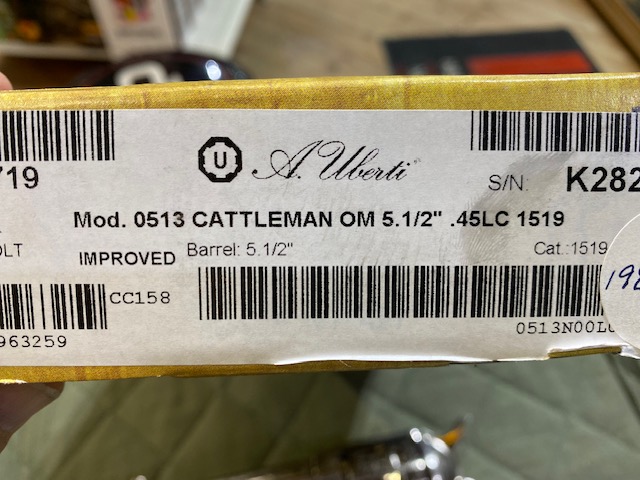 719
U A. Uberti
S/N: K282
Mod. 0513 CATTLEMAN OM 5.1/2" .45LC 1519
OLT IMPROVED Barrel: 5.1/2" Cat.:1519
CC158
963259
0513N00L
198